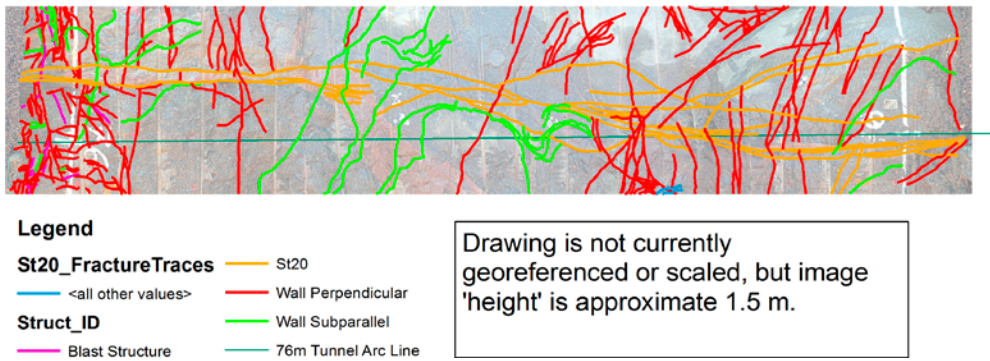 Legend
St20_FractureTraces
<all other values>
Struct_ID
Blast Structure
St20
Wall Perpendicular
Wall Subparallel
76m Tunnel Arc Line
Drawing is not currently
georeferenced or scaled, but image
'height' is approximate 1.5 m.